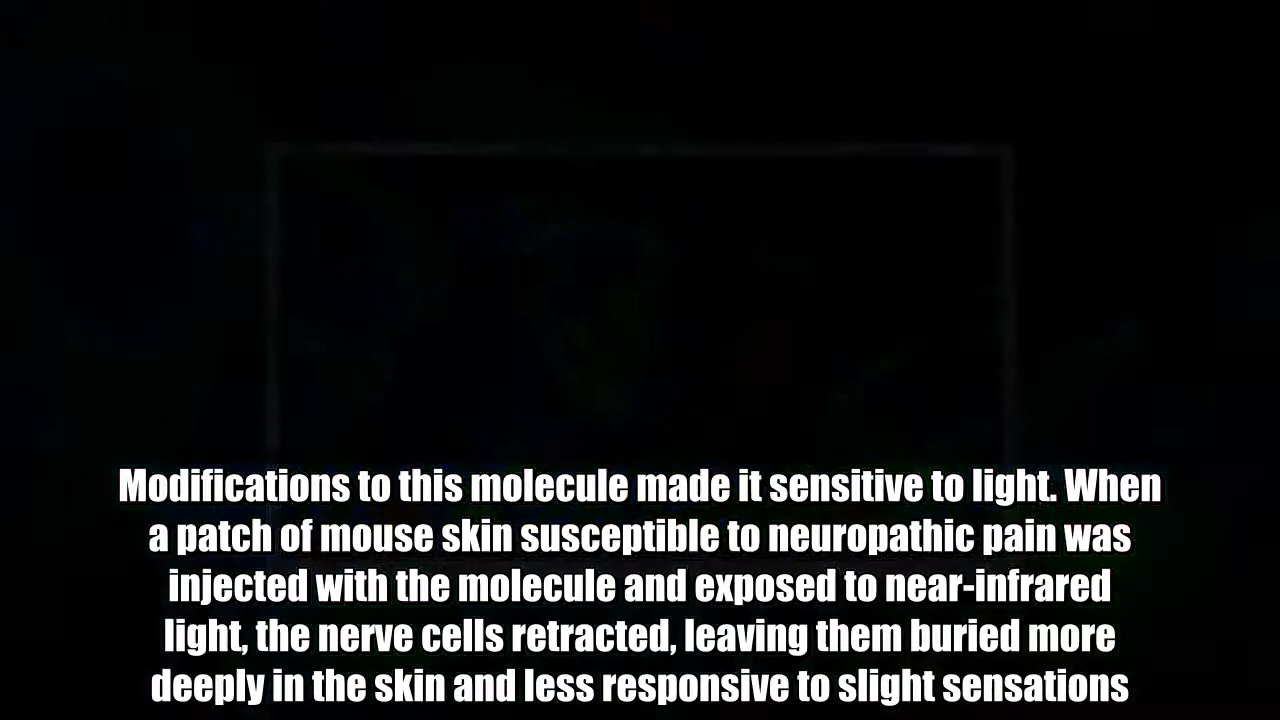 Modifications to this molecule made it sensitive to light. When
a patch of mouse skin susceptible to neuropathic pain was
injected with the molecule and exposed to near-infrared
light, the nerve cells retracted, leaving them buried more
deeply in the skin and less responsive to slight sensations